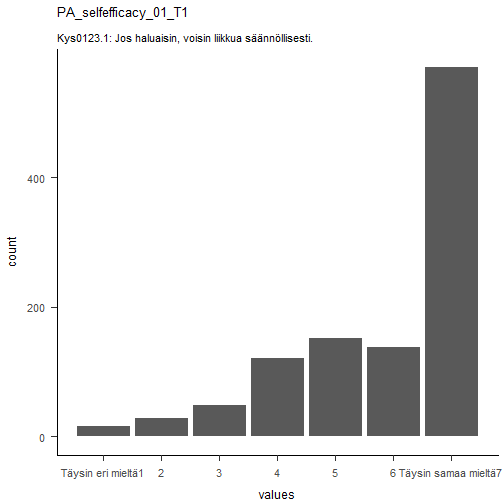 PA_selfefficacy_01_T1
Kys0123.1: Jos haluaisin, voisin liikkua säännöllisesti.
400
200
0
count
Täysin eri mieltä1 2 3 4 5 6 Täysin samaa mieltä7
values